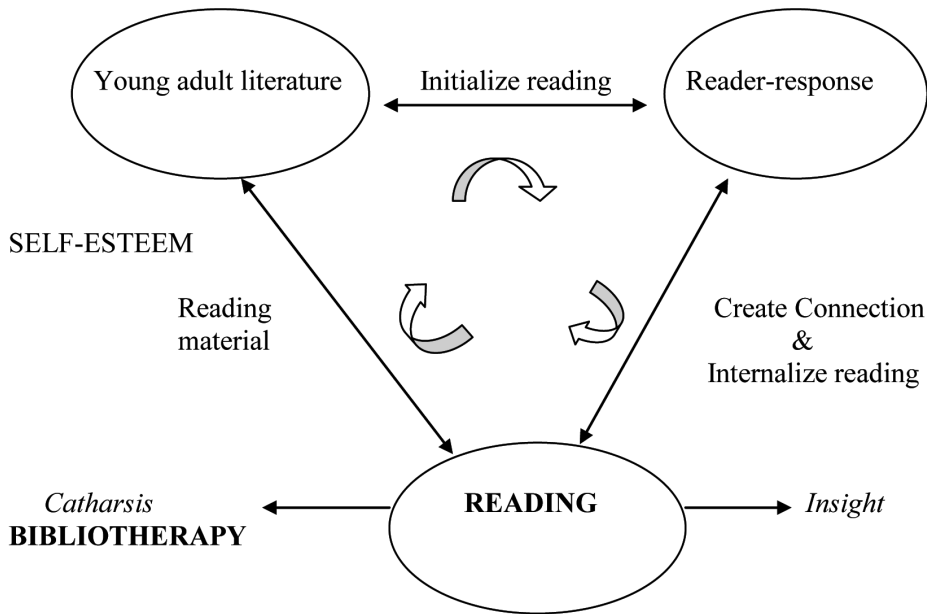 Young adult literature
Initialize reading
Reader-response
SELF-ESTEEM
Reading
material
Create Connection
&
Internalize reading
Catharsis
BIBLIOTHERAPY
READING
Insight